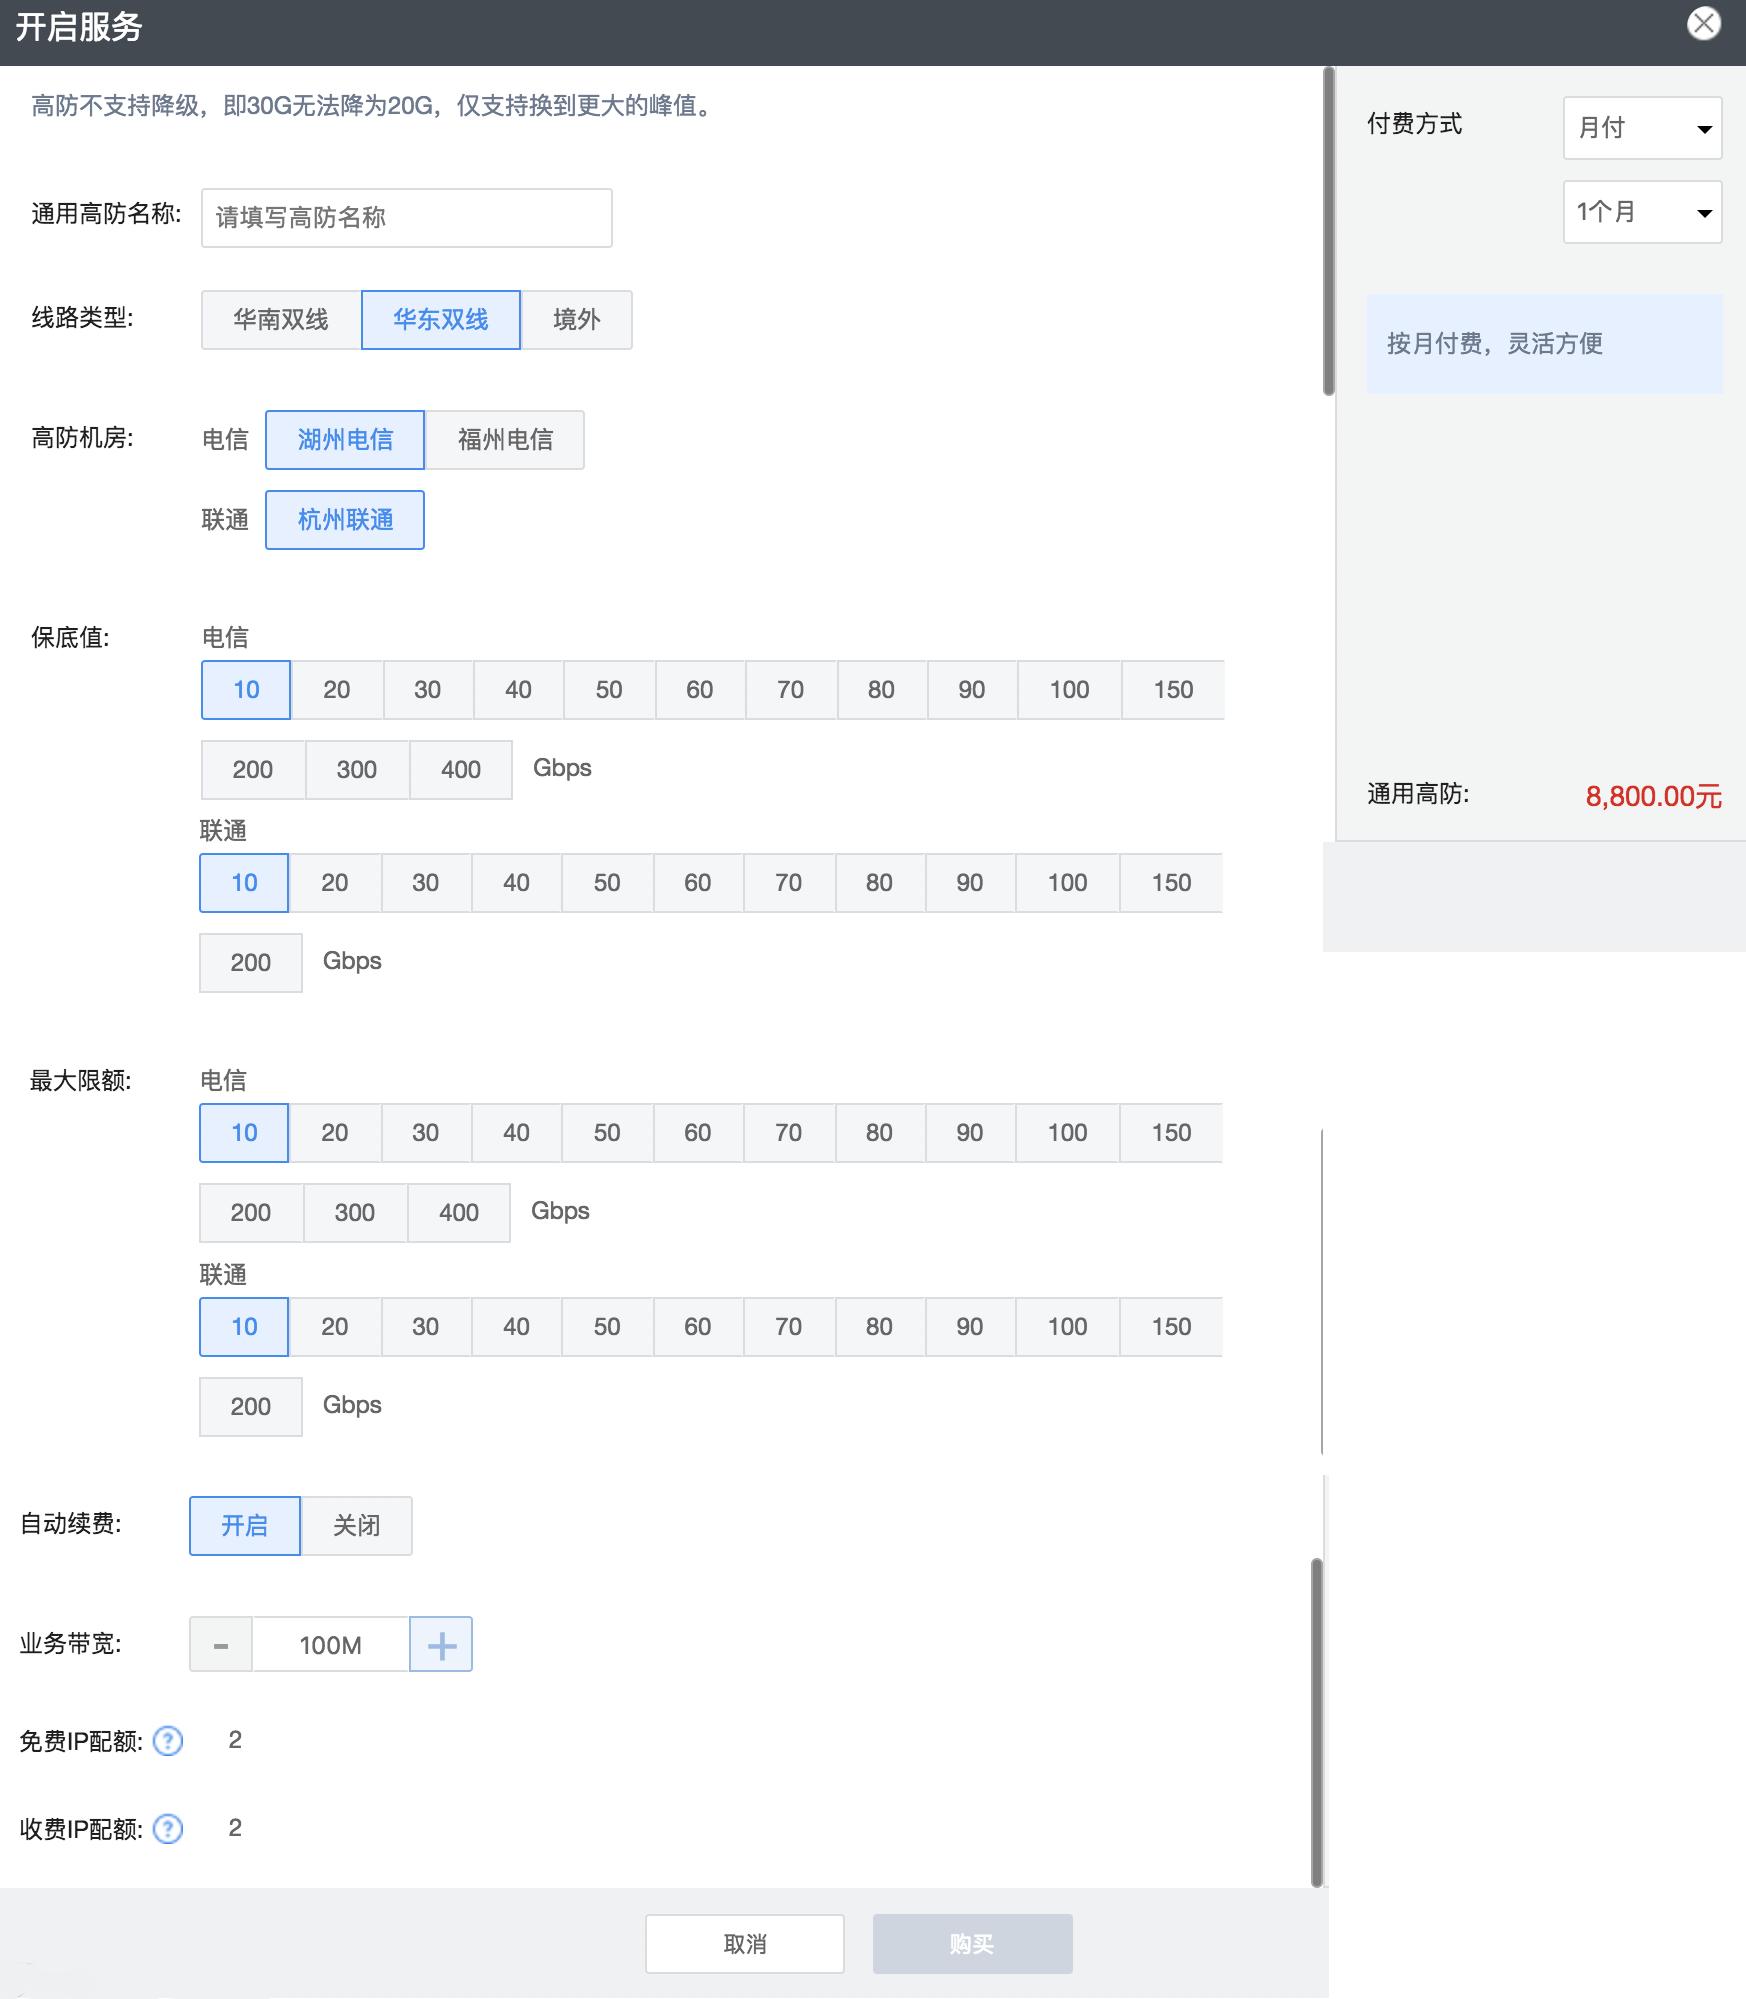 开启服务
高防不支持降级，即30G无法降为20G，仅支持换到更大的峰值。
通用高防名称: 请填写高防名称
线路类型: 华南双线 华东双线 境外
高防机房: 电信 湖州电信 福州电信
联通 杭州联通
保底值: 电信
10 20 30 40 50 60 70 80 90 100 150
200 300 400 Gbps
联通
10 20 30 40 50 60 70 80 90 100 150
200 Gbps
最大限额: 电信
10 20 30 40 50 60 70 80 90 100 150
200 300 400 Gbps
联通
10 20 30 40 50 60 70 80 90 100 150
200 Gbps
自动续费: 开启 关闭
业务带宽: - 100M +
免费IP配额: ? 2
收费IP配额: ? 2
取消 购买
付费方式 月付
1个月
按月付费，灵活方便
通用高防: 8,800.00元